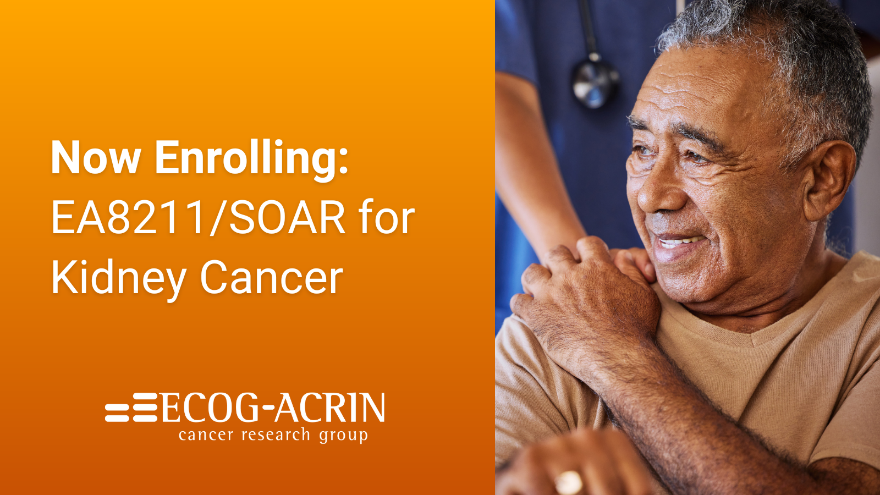 Now Enrolling:
EA8211/SOAR for
Kidney Cancer
ECOG-ACRIN
cancer research group